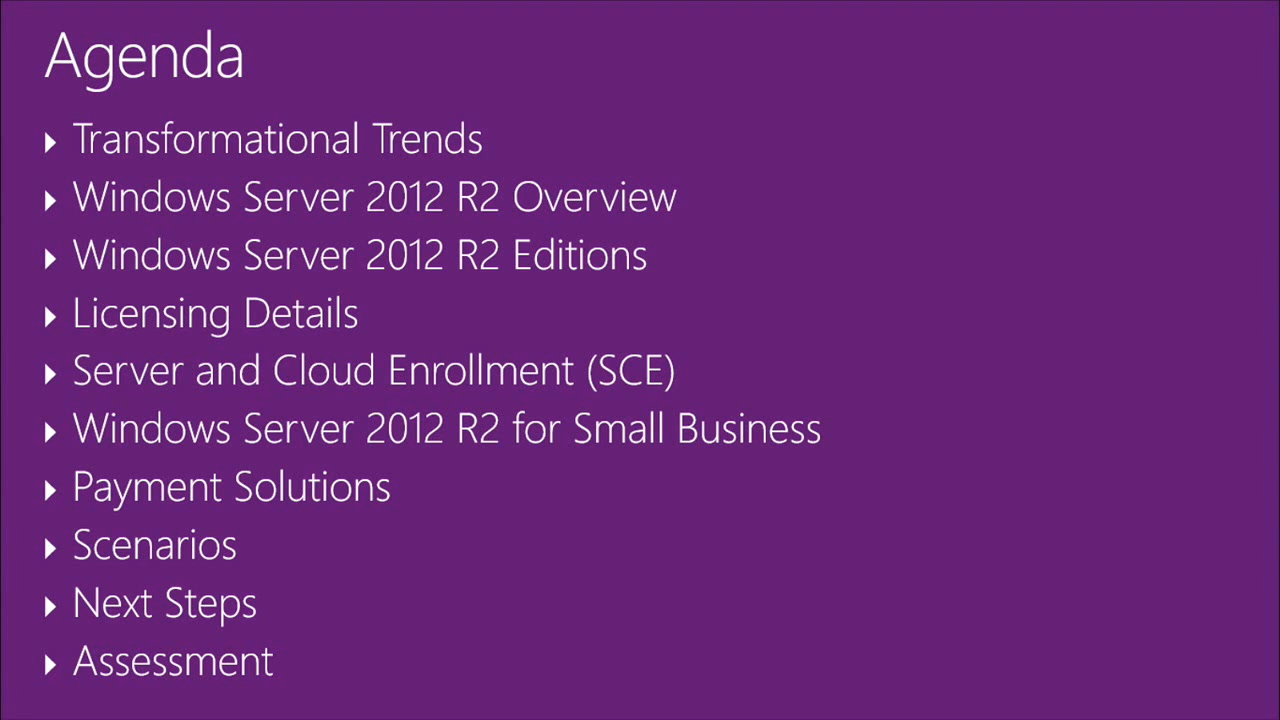 Agenda
Transformational Trends
Windows Server 2012 R2 Overview
Windows Server 2012 R2 Editions
Licensing Details
Server and Cloud Enrollment (SCE)
Windows Server 2012 R2 for Small Business
Payment Solutions
Scenarios
Next Steps
Assessment